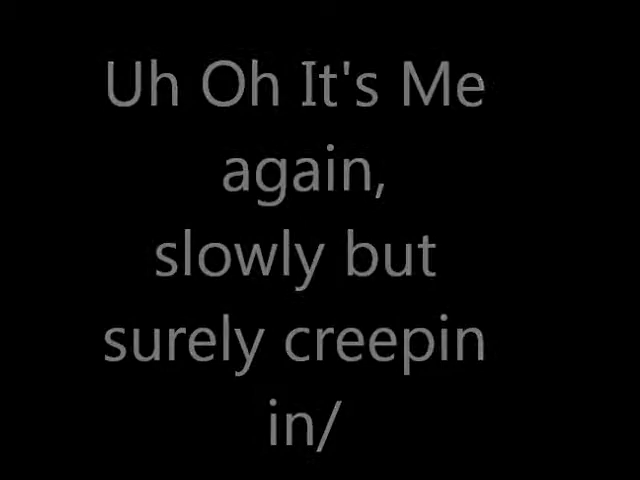 Uh Oh It's Me
again,
slowly but
surely creepin
in/